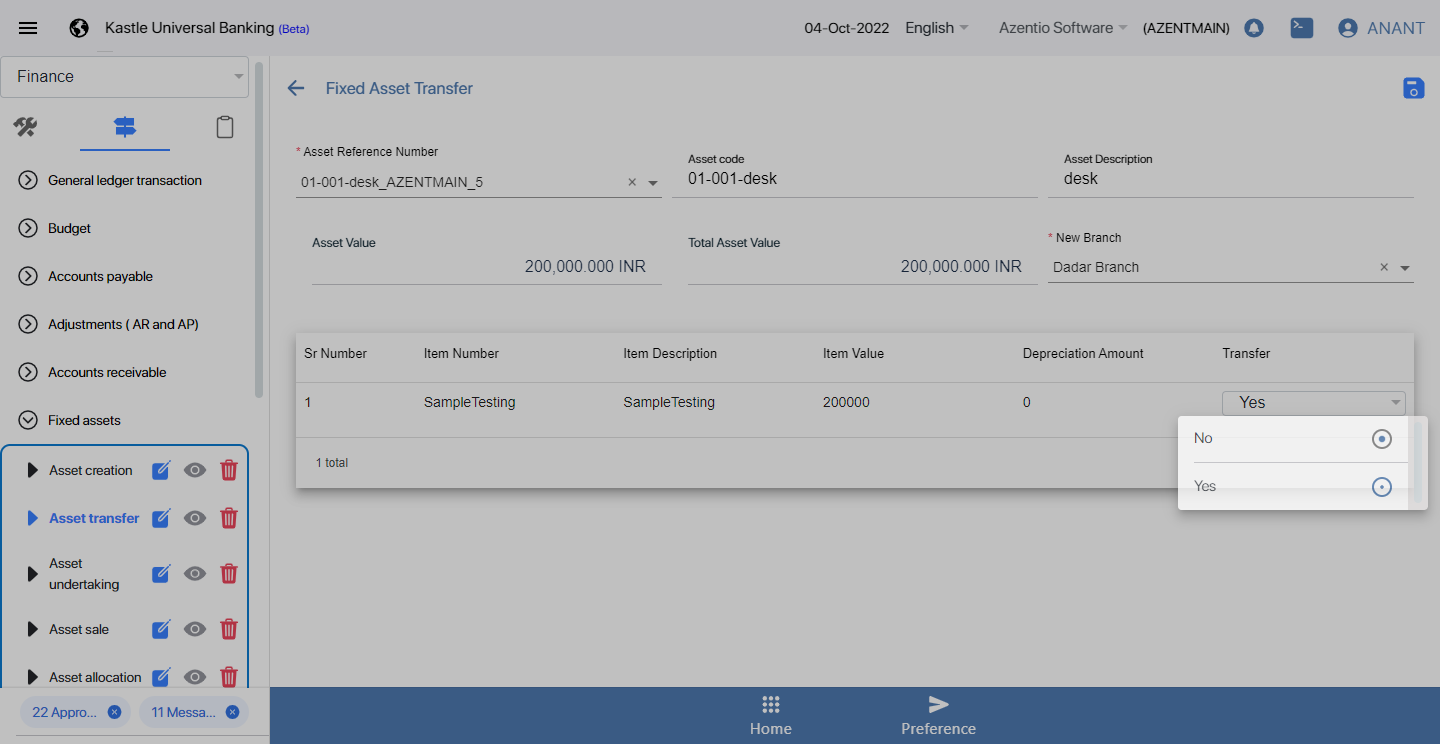 Kastle Universal Banking (Beta)
04-Oct-2022 English Azentio Software (AZENTMAIN) ANANT
Finance
General ledger transaction
Budget
Accounts payable
Adjustments ( AR and AP)
Accounts receivable
Fixed assets
Asset creation
Asset transfer
Asset
undertaking
Asset sale
Asset allocation
22 Appro...
11 Messa...
Fixed Asset Transfer
* Asset Reference Number
01-001-desk_AZENTMAIN_5
Asset code
01-001-desk
Asset Description
desk
Asset Value
200,000.000 INR
Total Asset Value
200,000.000 INR
* New Branch
Dadar Branch
Sr Number Item Number Item Description Item Value Depreciation Amount Transfer
1 SampleTesting SampleTesting 200000 0 Yes
1 total
No
Yes
Home
Preference